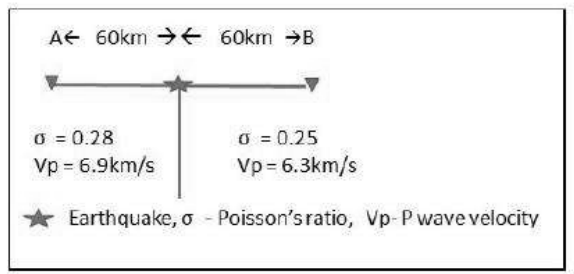 A← 60km →← 60km →B
σ = 0.28 σ = 0.25
Vp = 6.9km/s Vp = 6.3km/s
Earthquake, σ - Poisson's ratio, Vp- P wave velocity